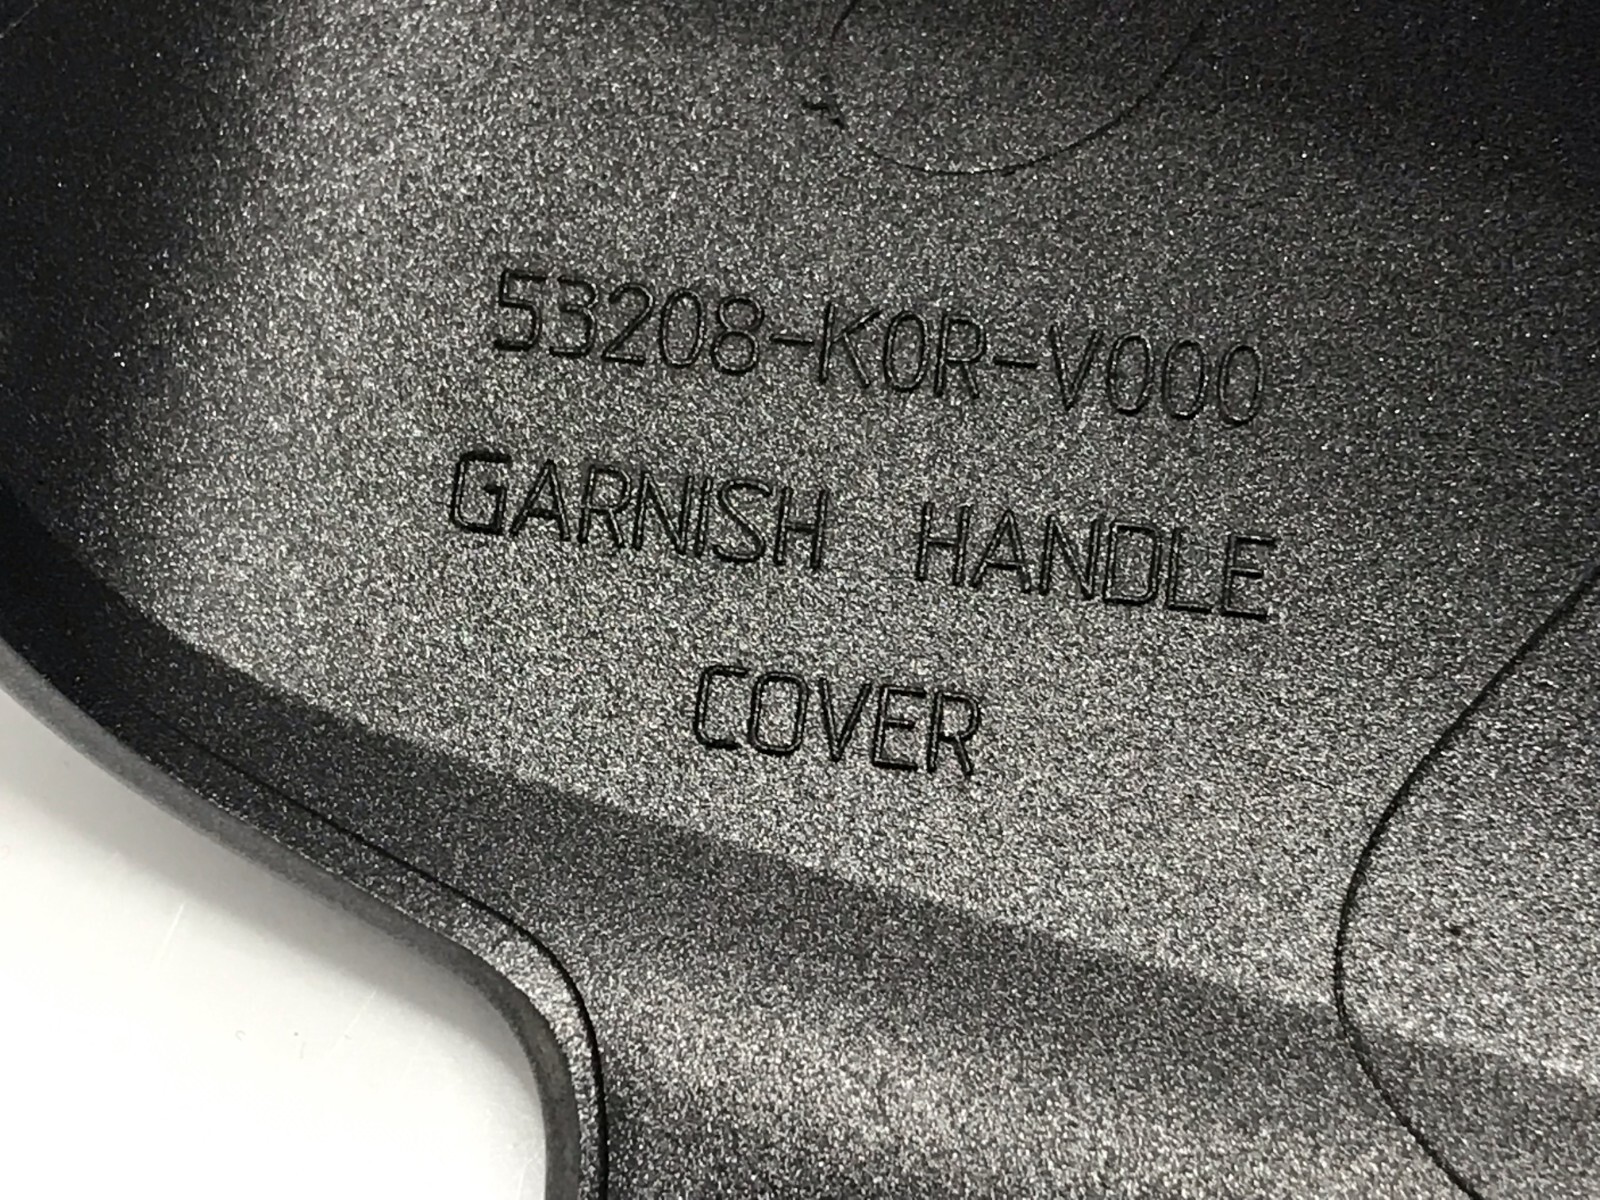 53208-K0R-V000
GARNISH HANDLE
COVER